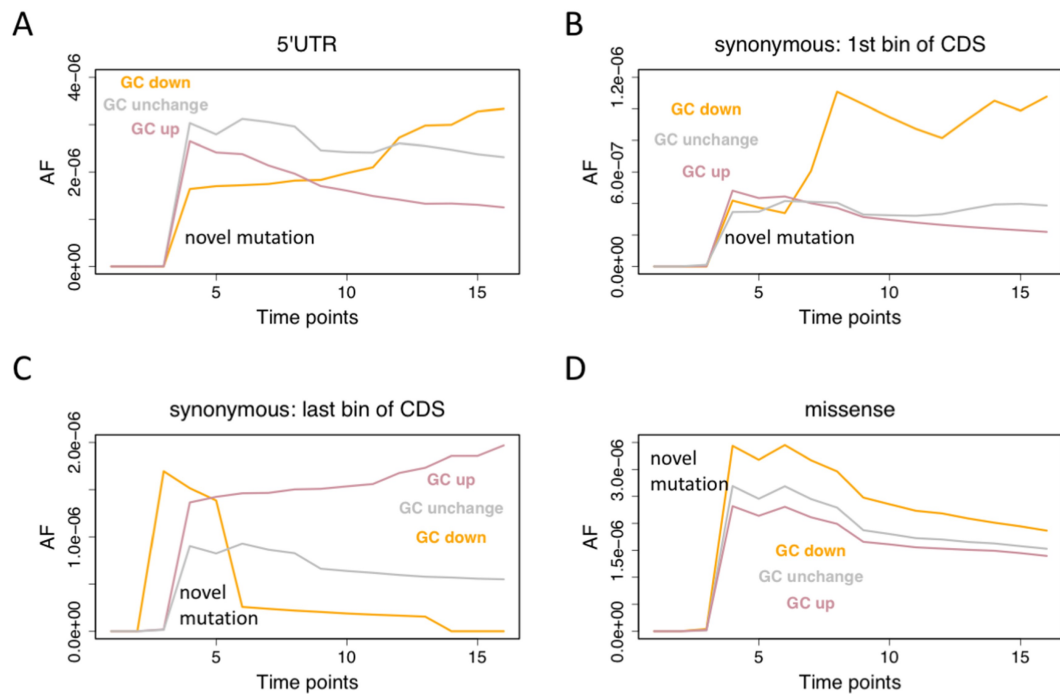 A
5'UTR
4e-06
2e-06
0e+00
AF
GC down
GC unchange
GC up
novel mutation
5
10
15
Time points
B
synonymous: 1st bin of CDS
1.2e-06
6.0e-07
0.0e+00
AF
GC down
GC unchange
GC up
novel mutation
5
10
15
Time points
C
synonymous: last bin of CDS
2.0e-06
1.0e-06
0.0e+00
AF
GC up
GC unchange
GC down
novel
mutation
5
10
15
Time points
D
missense
3.0e-06
1.5e-06
0.0e+00
AF
novel
mutation
GC down
GC unchange
GC up
5
10
15
Time points